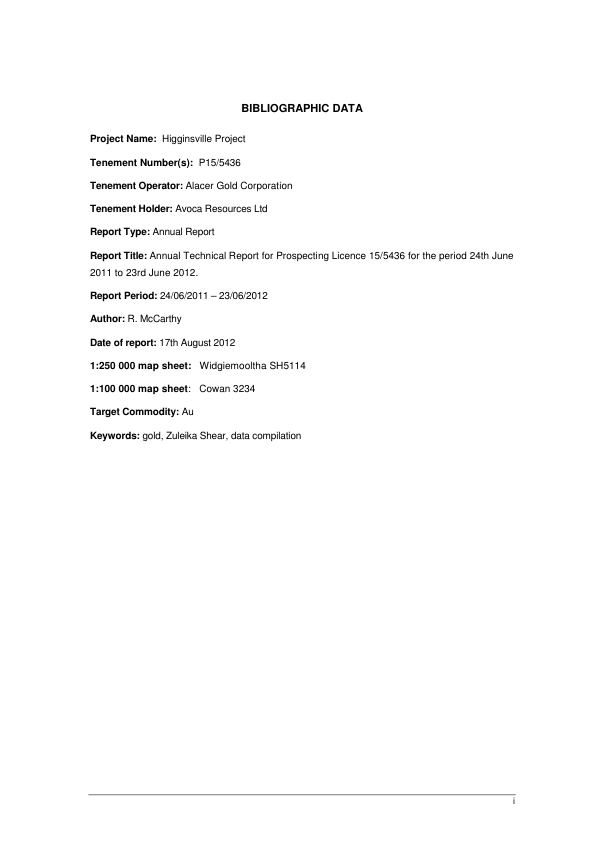 BIBLIOGRAPHIC DATA
Project Name: Higginsville Project
Tenement Number(s): P15/5436
Tenement Operator: Alacer Gold Corporation
Tenement Holder: Avoca Resources Ltd
Report Type: Annual Report
Report Title: Annual Technical Report for Prospecting Licence 15/5436 for the period 24th June
2011 to 23rd June 2012.
Report Period: 24/06/2011 – 23/06/2012
Author: R. McCarthy
Date of report: 17th August 2012
1:250 000 map sheet: Widgiemooltha SH5114
1:100 000 map sheet: Cowan 3234
Target Commodity: Au
Keywords: gold, Zuleika Shear, data compilation
i